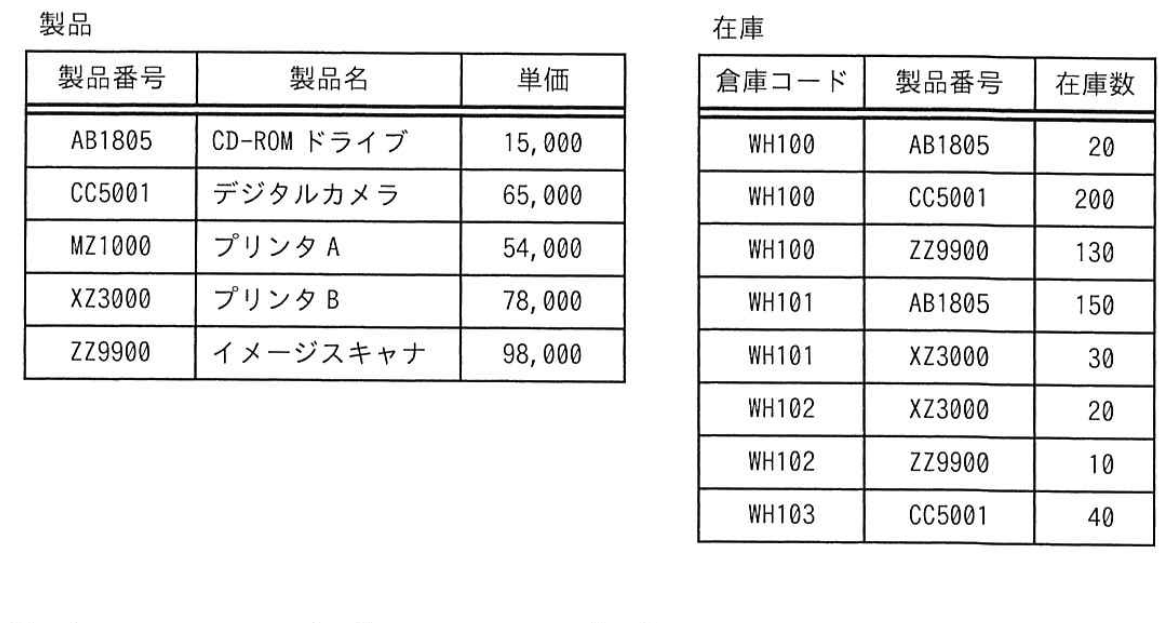 製品
製品番号 製品名 単価
AB1805 CD-ROM ドライブ 15,000
CC5001 デジタルカメラ 65,000
MZ1000 プリンタ A 54,000
XZ3000 プリンタ B 78,000
ZZ9900 イメージスキャナ 98,000
在庫
倉庫コード 製品番号 在庫数
WH100 AB1805 20
WH100 CC5001 200
WH100 ZZ9900 130
WH101 AB1805 150
WH101 XZ3000 30
WH102 XZ3000 20
WH102 ZZ9900 10
WH103 CC5001 40